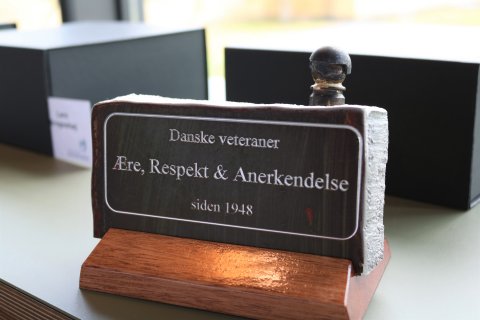 Danske veteraner
Ære, Respekt & Anerkendelse
siden 1948